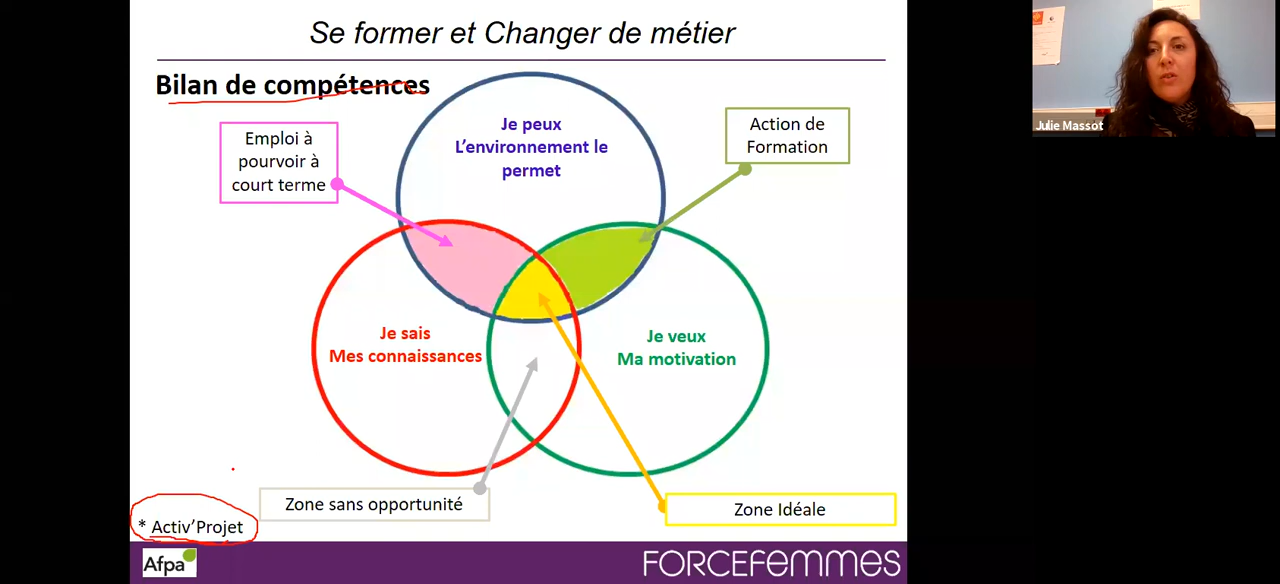 Se former et Changer de métier
Bilan de compétences
Emploi à
pourvoir à
court terme
Je peux
L'environnement le
permet
Action de
Formation
Je sais
Mes connaissances
Je veux
Ma motivation
Zone sans opportunité
Zone Idéale
* Activ'Projet
Afpa
FORCEFEMMES
Julie Massot